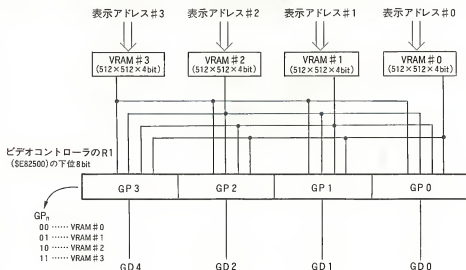 表示アドレス#3 表示アドレス#2 表示アドレス#1 表示アドレス#0
VRAM#3 VRAM#2 VRAM#1 VRAM#0
(512×512×4bit) (512×512×4bit) (512×512×4bit) (512×512×4bit)
ビデオコントローラのR1
($E82500)の下位8bit
GP3 GP2 GP1 GP0
GPn
00 …… VRAM#0
01 …… VRAM#1
10 …… VRAM#2
11 …… VRAM#3
GD4 GD2 GD1 GD0